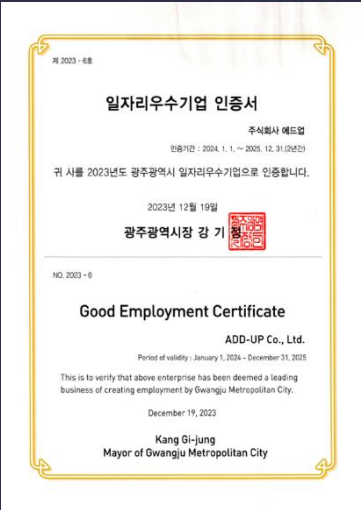 제 2023 - 6호
일자리우수기업 인증서
주식회사 에드업
인증기간 : 2024. 1. 1. ~ 2025. 12. 31.(2년간)
귀 사를 2023년도 광주광역시 일자리우수기업으로 인증합니다.
2023년 12월 19일
광주광역시장 강 기 정
NO. 2023 - 6
Good Employment Certificate
ADD-UP Co., Ltd.
Period of validity : January 1, 2024 - December 31, 2025
This is to verify that above enterprise has been deemed a leading
business of creating employment by Gwangju Metropolitan City.
December 19, 2023
Kang Gi-jung
Mayor of Gwangju Metropolitan City